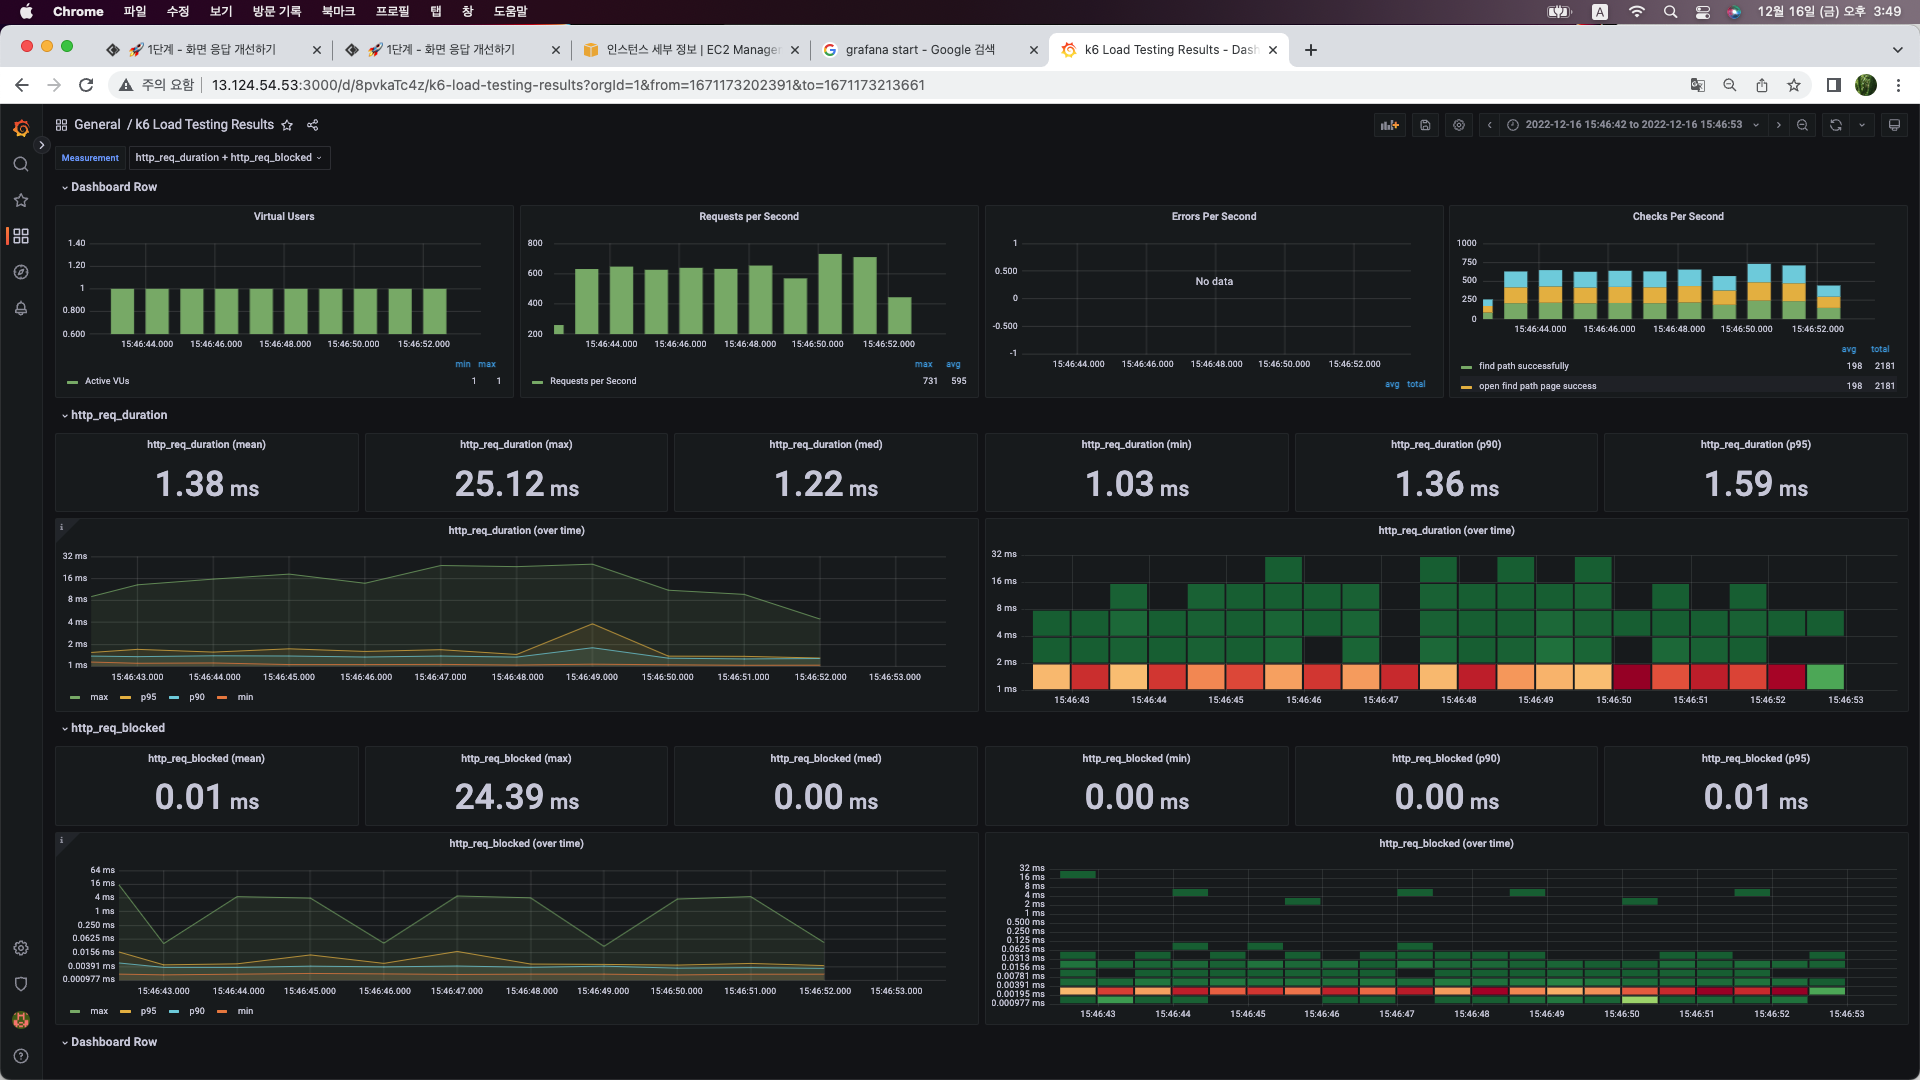 Chrome 파일 수정 보기 방문 기록 북마크 프로필 탭 창 도움말 A 12월 16일 (금) 오후 3:49
🚀 1단계 - 화면 응답 개선하기
🚀 1단계 - 화면 응답 개선하기
인스턴스 세부 정보 | EC2 Manager
grafana start - Google 검색
k6 Load Testing Results - Dash
주의 요함 13.124.54.53:3000/d/8pvkaTc4z/k6-load-testing-results?orgId=1&from=1671173202391&to=1671173213661
General / k6 Load Testing Results
2022-12-16 15:46:42 to 2022-12-16 15:46:53
Measurement http_req_duration + http_req_blocked
Dashboard Row
Virtual Users
1.40
1.20
1
0.800
0.600
15:46:44.000 15:46:46.000 15:46:48.000 15:46:50.000 15:46:52.000
min max
Active VUs 1 1
Requests per Second
800
600
400
200
15:46:44.000 15:46:46.000 15:46:48.000 15:46:50.000 15:46:52.000
max avg
Requests per Second 731 595
Errors Per Second
1
0.500
0
-0.500
-1
No data
15:46:44.000 15:46:46.000 15:46:48.000 15:46:50.000 15:46:52.000
avg total
Checks Per Second
1000
750
500
250
0
15:46:44.000 15:46:46.000 15:46:48.000 15:46:50.000 15:46:52.000
avg total
find path successfully 198 2181
open find path page success 198 2181
http_req_duration
http_req_duration (mean)
1.38 ms
http_req_duration (max)
25.12 ms
http_req_duration (med)
1.22 ms
http_req_duration (min)
1.03 ms
http_req_duration (p90)
1.36 ms
http_req_duration (p95)
1.59 ms
http_req_duration (over time)
32 ms
16 ms
8 ms
4 ms
2 ms
1 ms
15:46:43.000 15:46:44.000 15:46:45.000 15:46:46.000 15:46:47.000 15:46:48.000 15:46:49.000 15:46:50.000 15:46:51.000 15:46:52.000 15:46:53.000
max p95 p90 min
http_req_duration (over time)
32 ms
16 ms
8 ms
4 ms
2 ms
1 ms
15:46:43 15:46:44 15:46:45 15:46:46 15:46:47 15:46:48 15:46:49 15:46:50 15:46:51 15:46:52 15:46:53
http_req_blocked
http_req_blocked (mean)
0.01 ms
http_req_blocked (max)
24.39 ms
http_req_blocked (med)
0.00 ms
http_req_blocked (min)
0.00 ms
http_req_blocked (p90)
0.00 ms
http_req_blocked (p95)
0.01 ms
http_req_blocked (over time)
64 ms
16 ms
4 ms
1 ms
0.250 ms
0.0625 ms
0.0156 ms
0.00391 ms
0.000977 ms
15:46:43.000 15:46:44.000 15:46:45.000 15:46:46.000 15:46:47.000 15:46:48.000 15:46:49.000 15:46:50.000 15:46:51.000 15:46:52.000 15:46:53.000
max p95 p90 min
http_req_blocked (over time)
32 ms
16 ms
8 ms
4 ms
2 ms
1 ms
0.500 ms
0.250 ms
0.125 ms
0.0625 ms
0.0313 ms
0.0156 ms
0.00781 ms
0.00391 ms
0.00195 ms
0.000977 ms
15:46:43 15:46:44 15:46:45 15:46:46 15:46:47 15:46:48 15:46:49 15:46:50 15:46:51 15:46:52 15:46:53
Dashboard Row